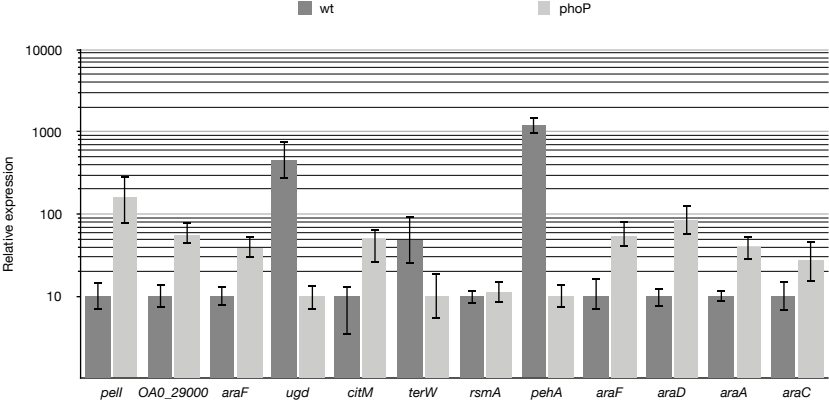 wt phoP
10000
1000
100
10
Relative expression
pelI OA0_29000 araF ugd citM terW rsmA pehA araF araD araA araC